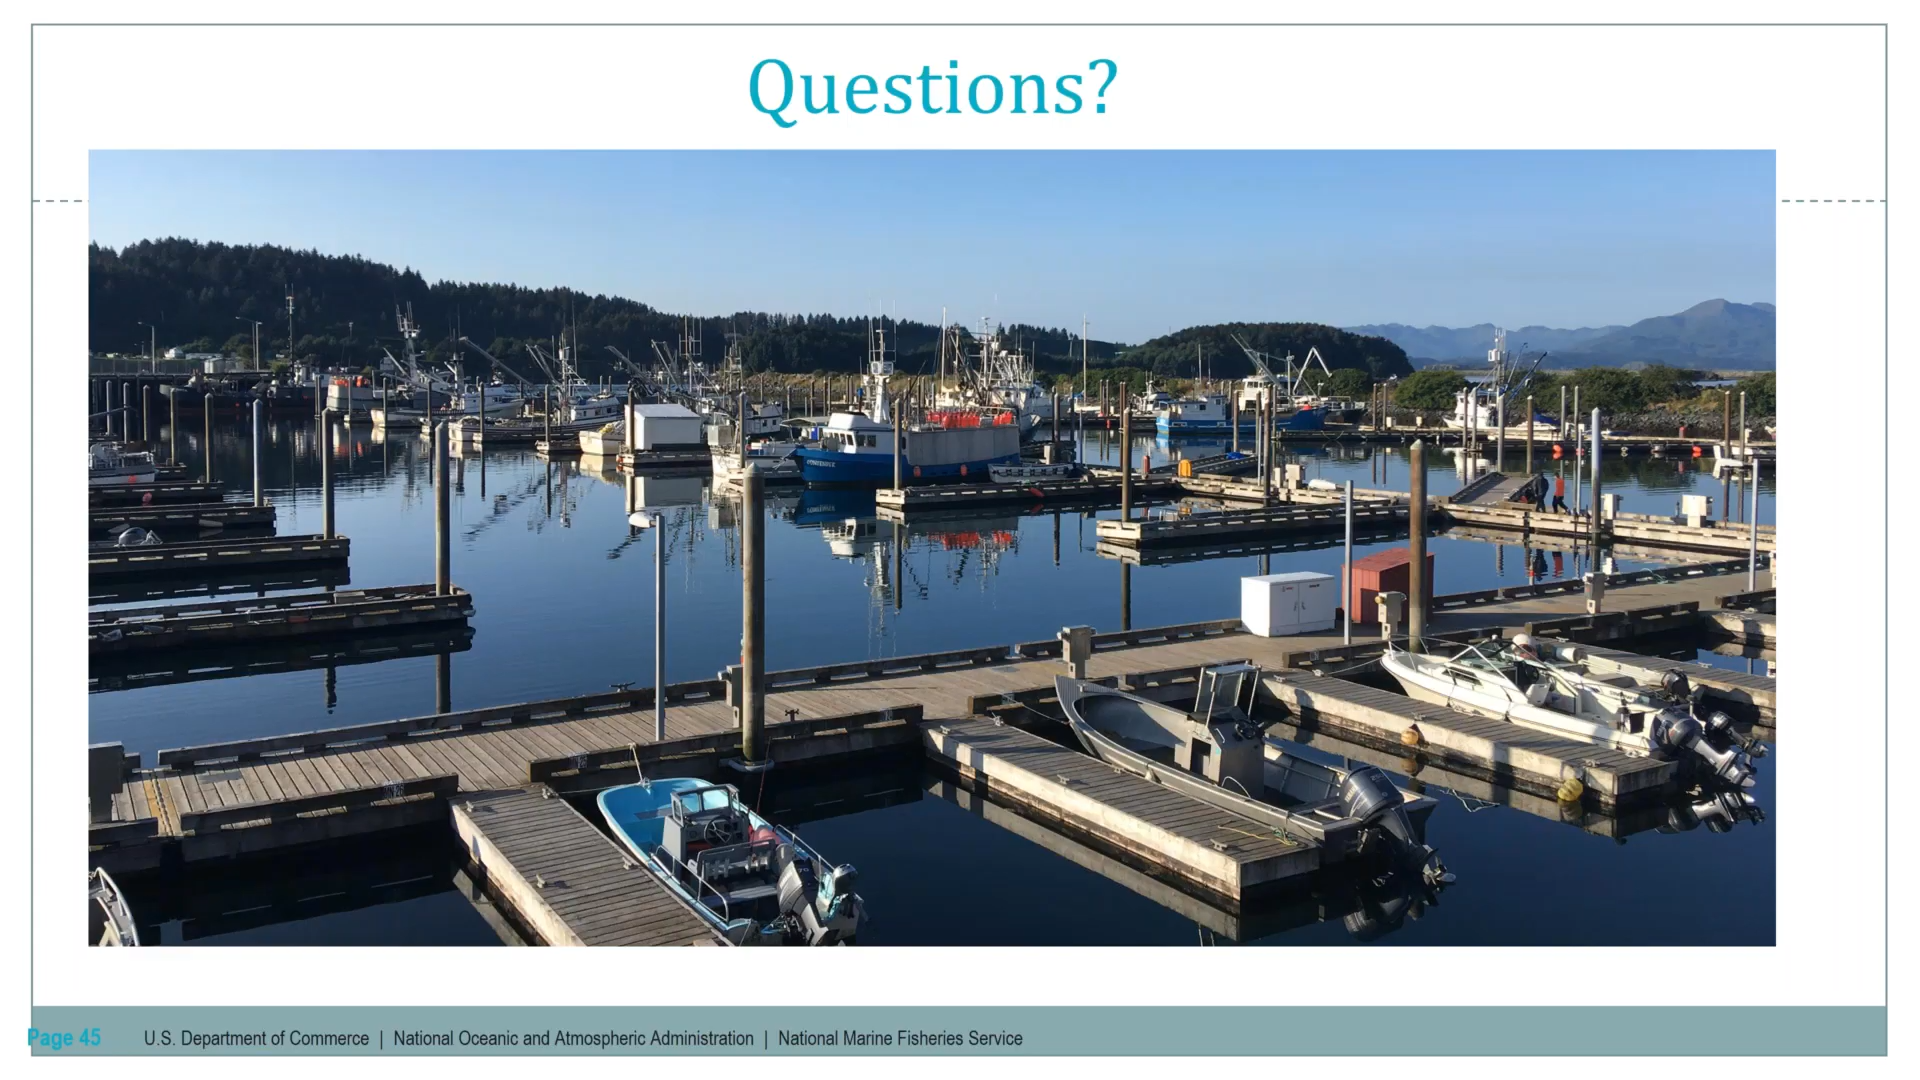 Questions?
Page 45 U.S. Department of Commerce | National Oceanic and Atmospheric Administration | National Marine Fisheries Service